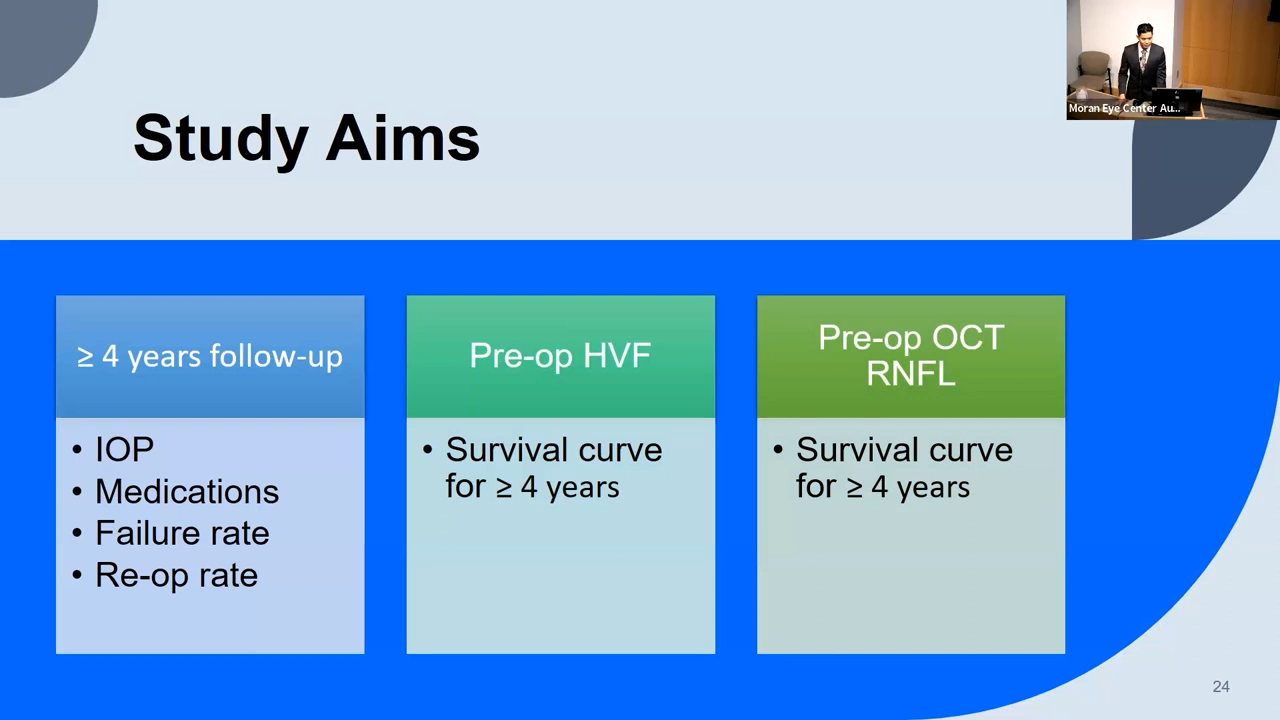 Moran Eye Center Au...
Study Aims
≥ 4 years follow-up
• IOP
• Medications
• Failure rate
• Re-op rate
Pre-op HVF
• Survival curve
for ≥ 4 years
Pre-op OCT
RNFL
• Survival curve
for ≥ 4 years
24